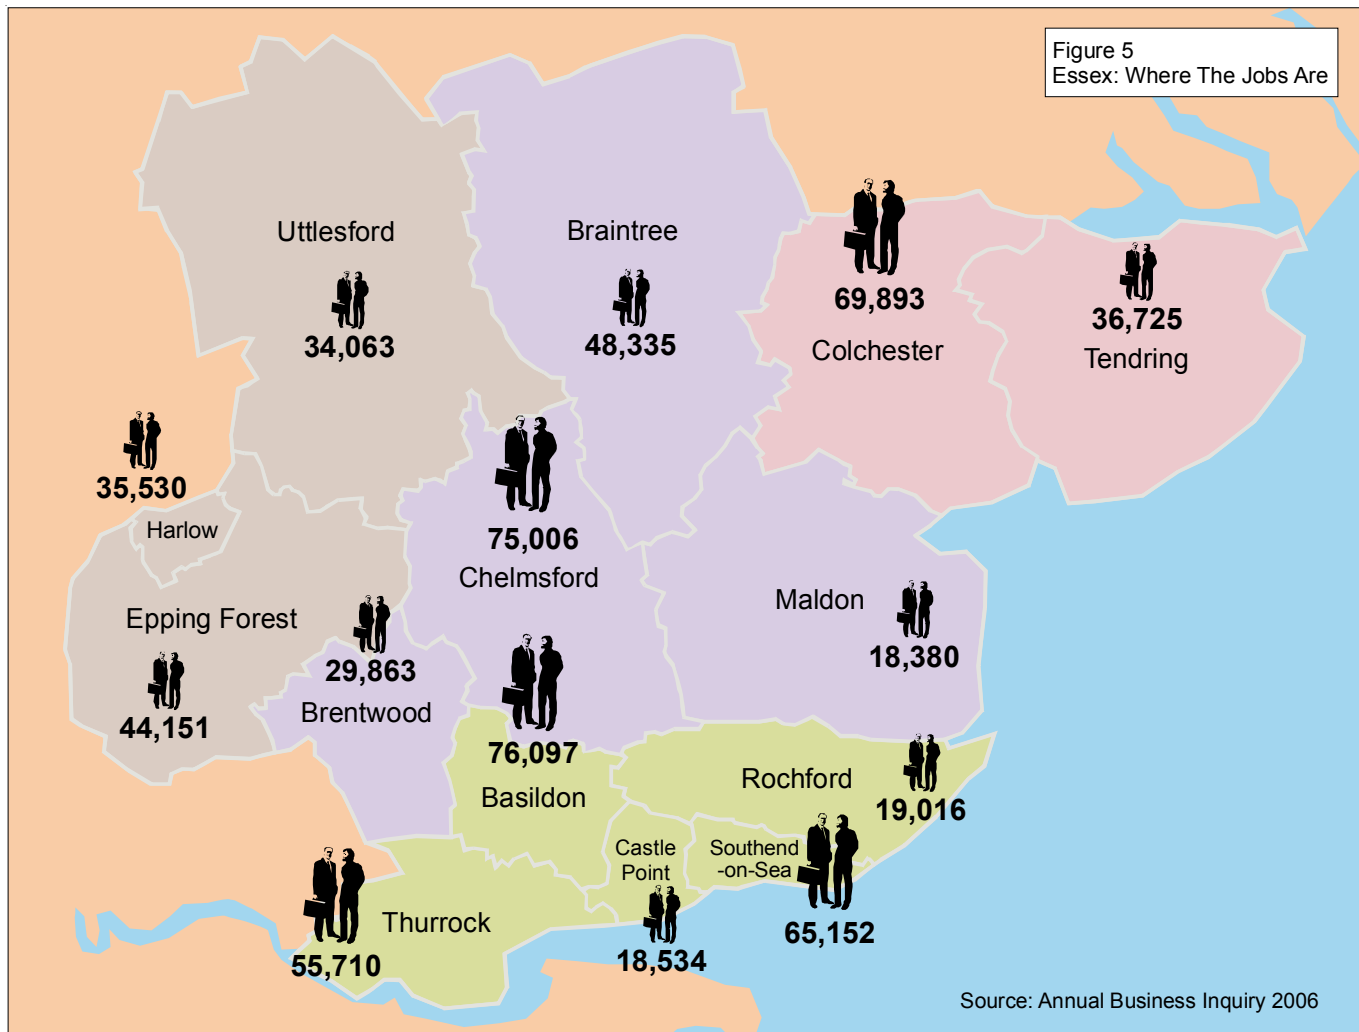 Figure 5
Essex: Where The Jobs Are
Uttlesford
34,063
Braintree
48,335
69,893
Colchester
36,725
Tendring
35,530
Harlow
75,006
Chelmsford
Epping Forest
44,151
29,863
Brentwood
Maldon
18,380
76,097
Basildon
Rochford
19,016
Castle
Point
18,534
Southend
-on-Sea
65,152
Thurrock
55,710
Source: Annual Business Inquiry 2006